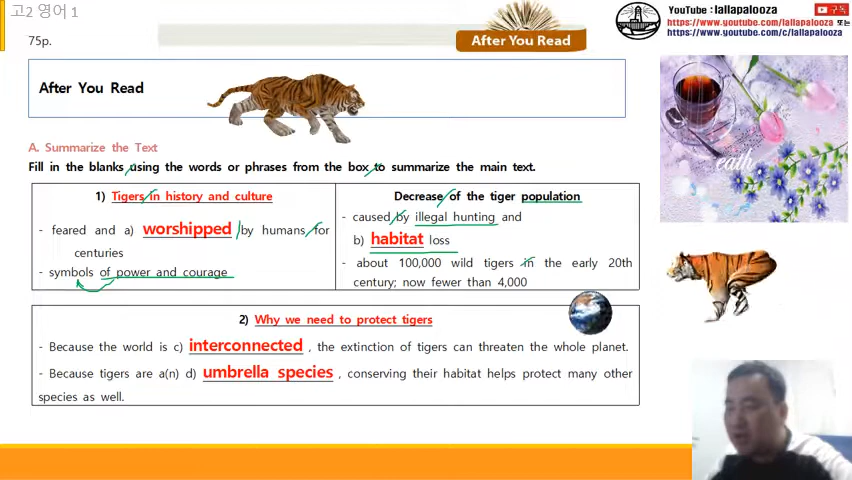 고2 영어 1
75p.
After You Read
YouTube : lallapalooza 구독
https://www.youtube.com/lallapalooza 또는
https://www.youtube.com/c/lallapalooza
After You Read
A. Summarize the Text
Fill in the blanks using the words or phrases from the box to summarize the main text.
1) Tigers in history and culture
- feared and a) worshipped by humans for
centuries
- symbols of power and courage
Decrease of the tiger population
- caused by illegal hunting and
b) habitat loss
- about 100,000 wild tigers in the early 20th
century; now fewer than 4,000
2) Why we need to protect tigers
- Because the world is c) interconnected , the extinction of tigers can threaten the whole planet.
- Because tigers are a(n) d) umbrella species , conserving their habitat helps protect many other
species as well.